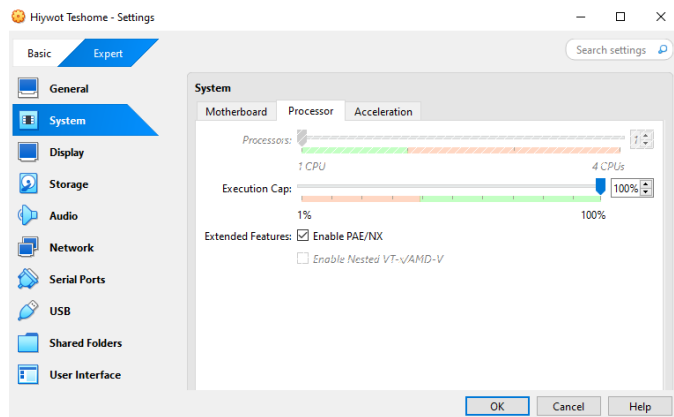 Hiywot Teshome - Settings
Basic Expert
Search settings
General
System
Display
Storage
Audio
Network
Serial Ports
USB
Shared Folders
User Interface
System
Motherboard Processor Acceleration
Processors: 1
1 CPU 4 CPUs
Execution Cap: 100%
1% 100%
Extended Features: Enable PAE/NX
Enable Nested VT-x/AMD-V
OK Cancel Help